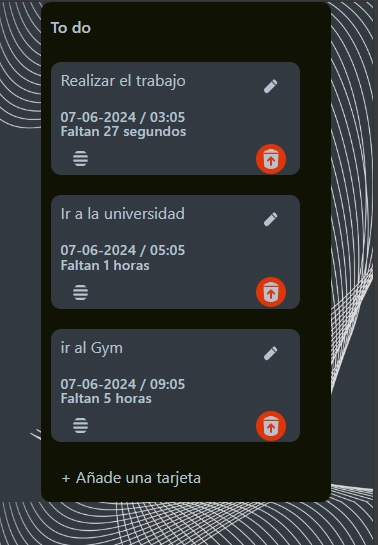 To do
Realizar el trabajo
07-06-2024 / 03:05
Faltan 27 segundos
Ir a la universidad
07-06-2024 / 05:05
Faltan 1 horas
ir al Gym
07-06-2024 / 09:05
Faltan 5 horas
+ Añade una tarjeta